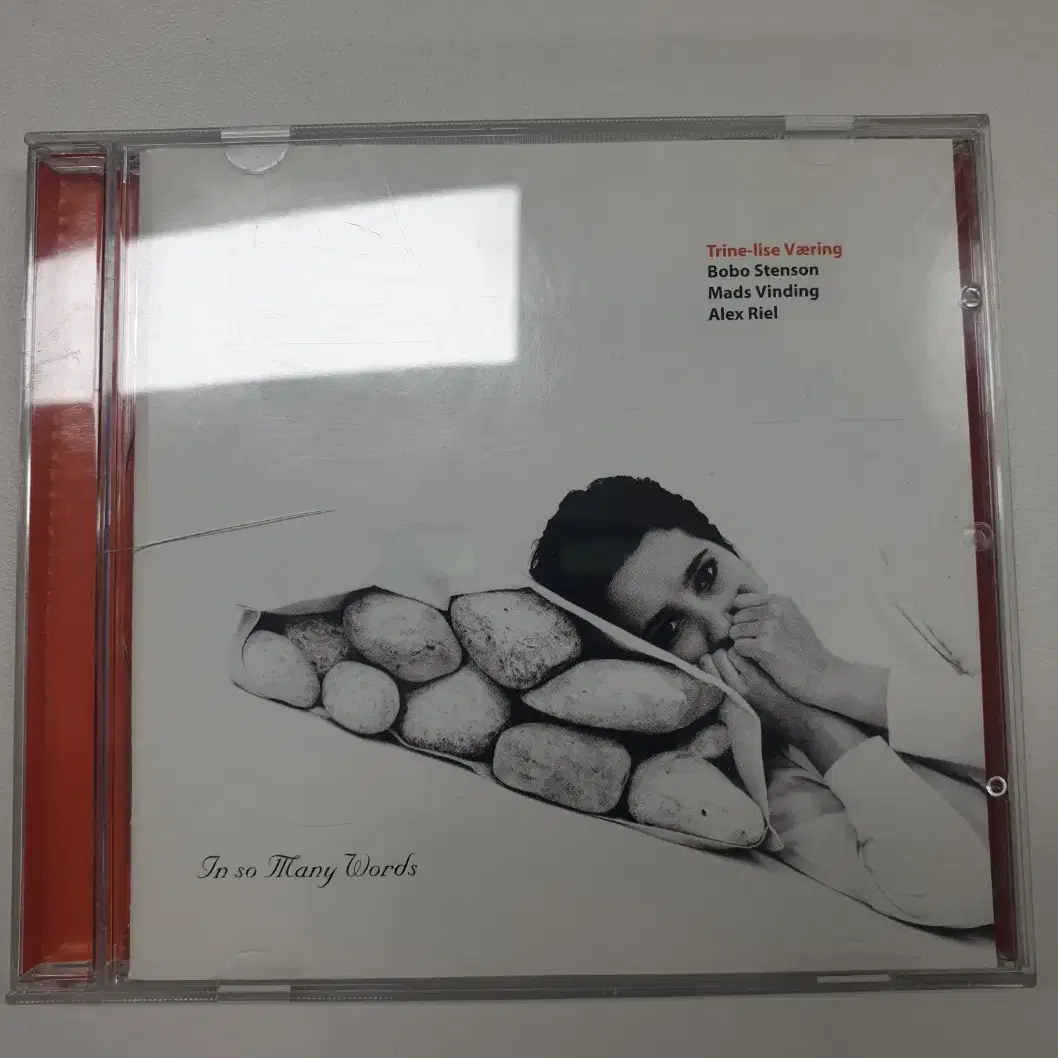 Trine-lise Væring
Bobo Stenson
Mads Vinding
Alex Riel
In so Many Words